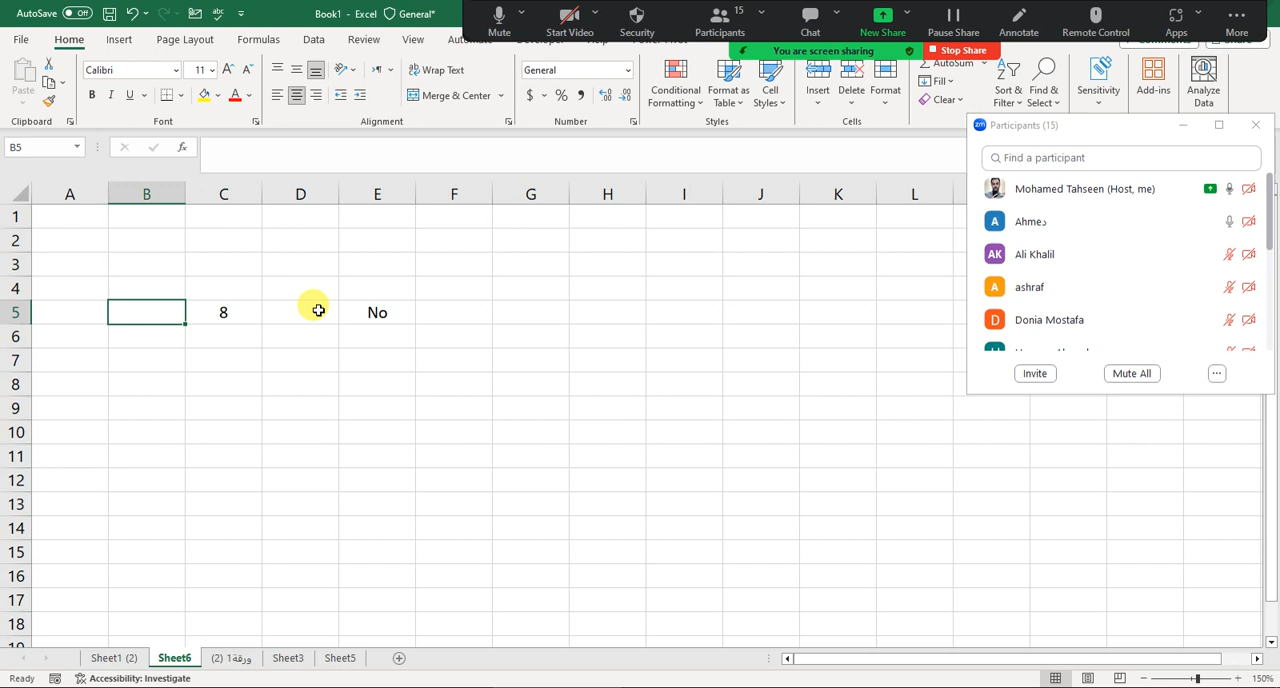 AutoSave Off Book1 - Excel General*
Mute Start Video Security 15 Participants Chat New Share Pause Share Annotate Remote Control Apps More
You are screen sharing Stop Share
File Home Insert Page Layout Formulas Data Review View
Paste Calibri 11 Wrap Text General AutoSum
B I U Merge & Center $ % Fill
Conditional Formatting Format as Table Cell Styles Insert Delete Format Clear Sort & Filter Find & Select Sensitivity Add-ins Analyze Data
Clipboard Font Alignment Number Styles Cells
B5 fx
Participants (15)
Find a participant
Mohamed Tahseen (Host, me)
A Ahmeد
AK Ali Khalil
A ashraf
D Donia Mostafa
Invite Mute All ...
A B C D E F G H I J K L
1
2
3
4
5 8 No
6
7
8
9
10
11
12
13
14
15
16
17
18
Sheet1 (2) Sheet6 ورقة1 (2) Sheet3 Sheet5
Ready Accessibility: Investigate 150%